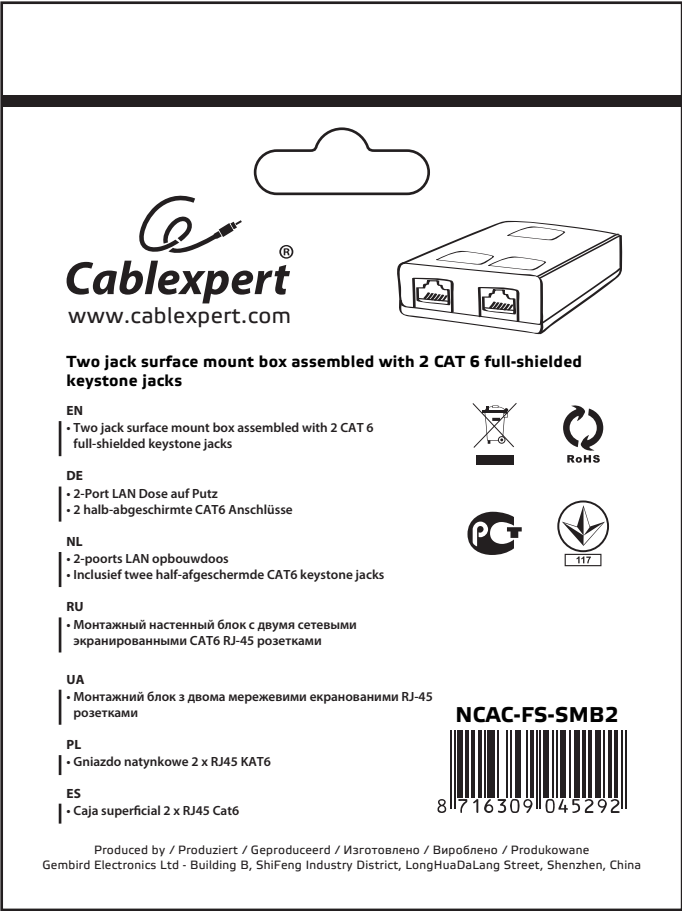 Cablexpert®
www.cablexpert.com
Two jack surface mount box assembled with 2 CAT 6 full-shielded
keystone jacks
EN
• Two jack surface mount box assembled with 2 CAT 6
full-shielded keystone jacks
DE
• 2-Port LAN Dose auf Putz
• 2 halb-abgeschirmte CAT6 Anschlüsse
NL
• 2-poorts LAN opbouwdoos
• Inclusief twee half-afgeschermde CAT6 keystone jacks
RU
• Монтажный настенный блок с двумя сетевыми
экранированными CAT6 RJ-45 розетками
UA
• Монтажний блок з двома мережевими екранованими RJ-45
розетками
PL
• Gniazdo natynkowe 2 x RJ45 KAT6
ES
• Caja superficial 2 x RJ45 Cat6
RoHS
РСТ
117
NCAC-FS-SMB2
8 716309 045292
Produced by / Produziert / Geproduceerd / Изготовлено / Вироблено / Produkowane
Gembird Electronics Ltd - Building B, ShiFeng Industry District, LongHuaDaLang Street, Shenzhen, China